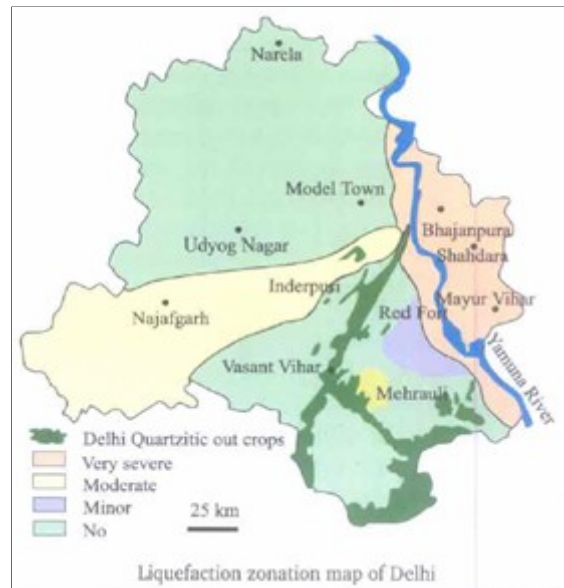 Narela
Model Town
Bhajanpura
Shahdara
Udyog Nagar
Inderpuri
Najafgarh
Red Fort
Mayur Vihar
Yamuna River
Vasant Vihar
Mehrauli
Delhi Quartzitic out crops
Very severe
Moderate
Minor
No
25 km
Liquefaction zonation map of Delhi